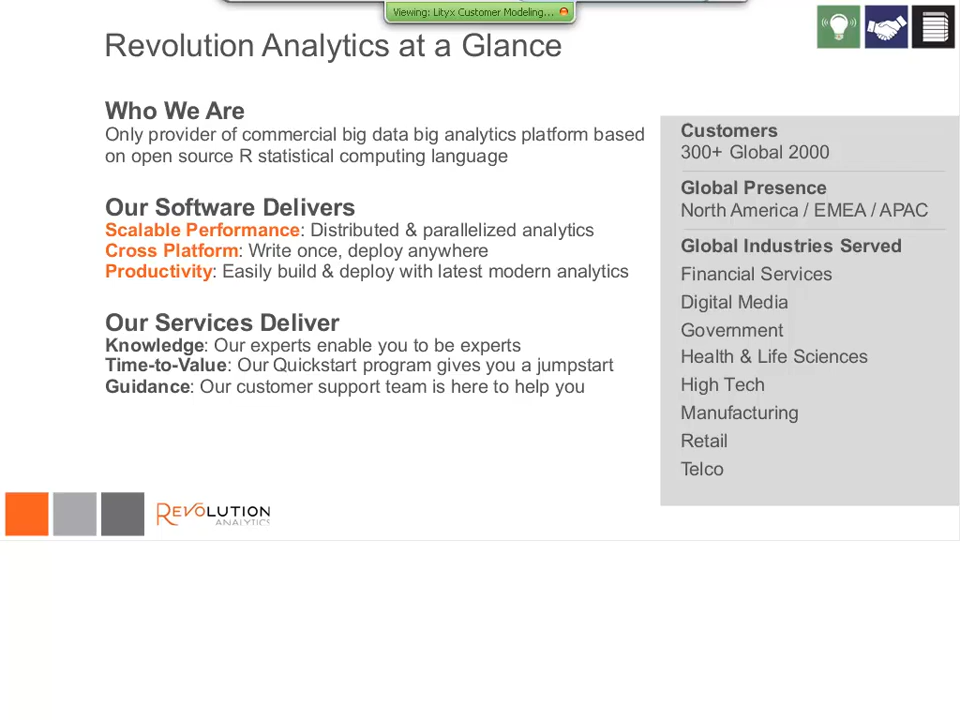 Viewing: Lityx Customer Modeling...
Revolution Analytics at a Glance
Who We Are
Only provider of commercial big data big analytics platform based
on open source R statistical computing language
Our Software Delivers
Scalable Performance: Distributed & parallelized analytics
Cross Platform: Write once, deploy anywhere
Productivity: Easily build & deploy with latest modern analytics
Our Services Deliver
Knowledge: Our experts enable you to be experts
Time-to-Value: Our Quickstart program gives you a jumpstart
Guidance: Our customer support team is here to help you
Customers
300+ Global 2000
Global Presence
North America / EMEA / APAC
Global Industries Served
Financial Services
Digital Media
Government
Health & Life Sciences
High Tech
Manufacturing
Retail
Telco
REVOLUTION
ANALYTICS